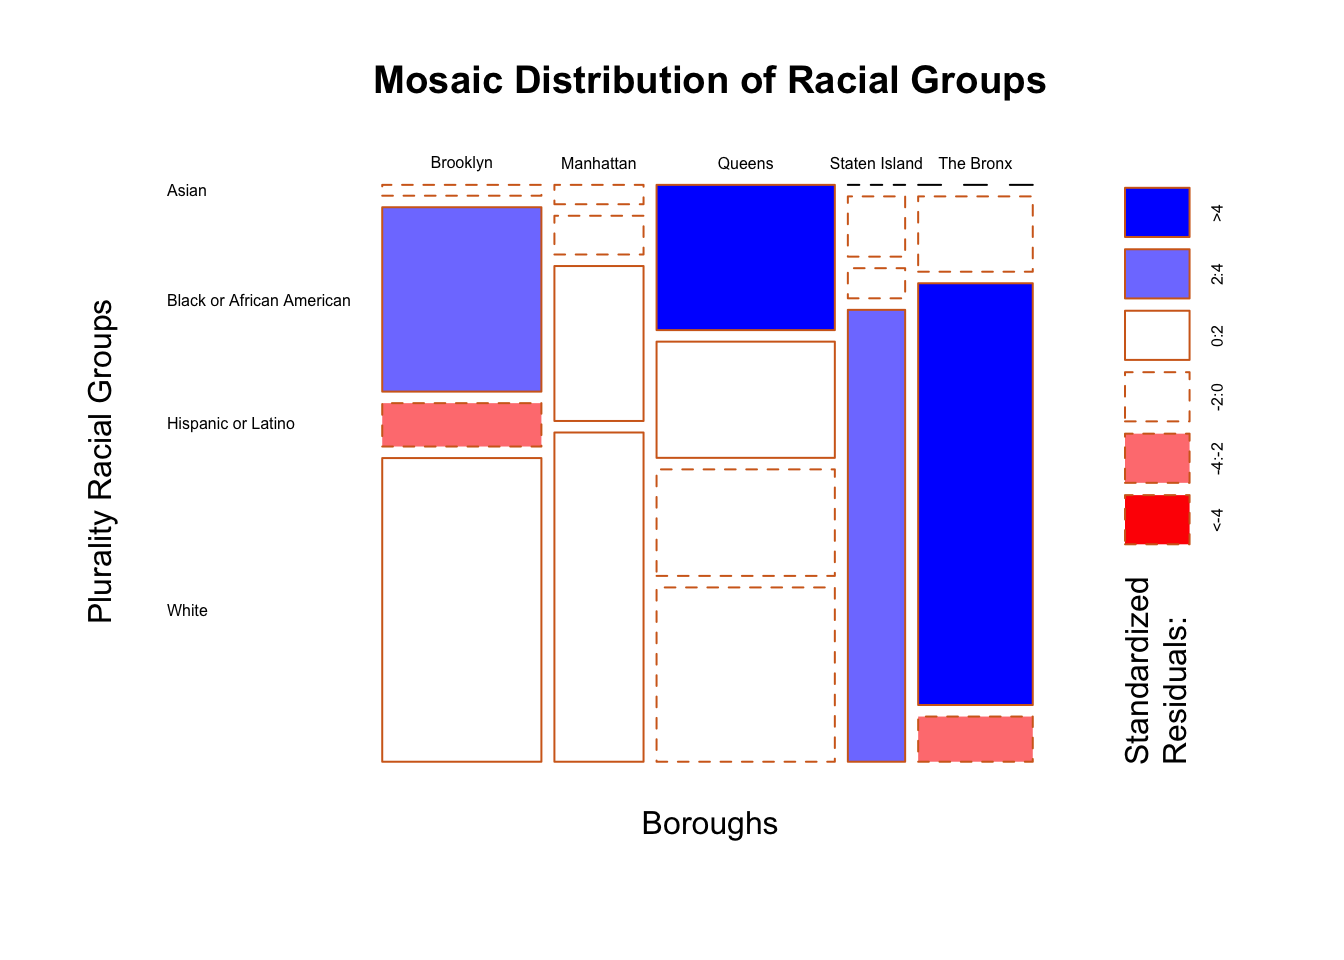 Mosaic Distribution of Racial Groups
Brooklyn
Manhattan
Queens
Staten Island
The Bronx
Asian
Black or African American
Hispanic or Latino
White
Plurality Racial Groups
Boroughs
>4
2:4
0:2
-2:0
-4:-2
<-4
Standardized
Residuals: